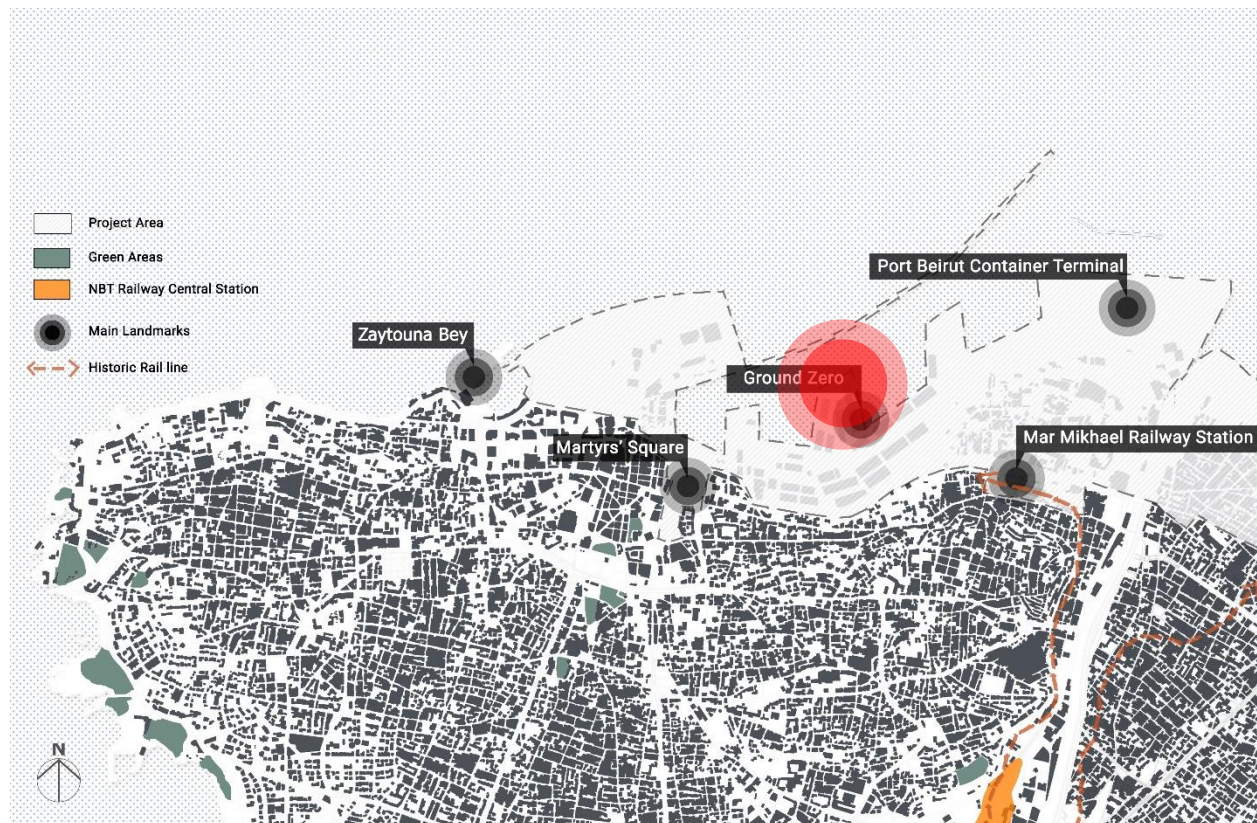 Project Area
Green Areas
NBT Railway Central Station
Main Landmarks
Historic Rail line
Port Beirut Container Terminal
Zaytouna Bey
Ground Zero
Martyrs' Square
Mar Mikhael Railway Station
N